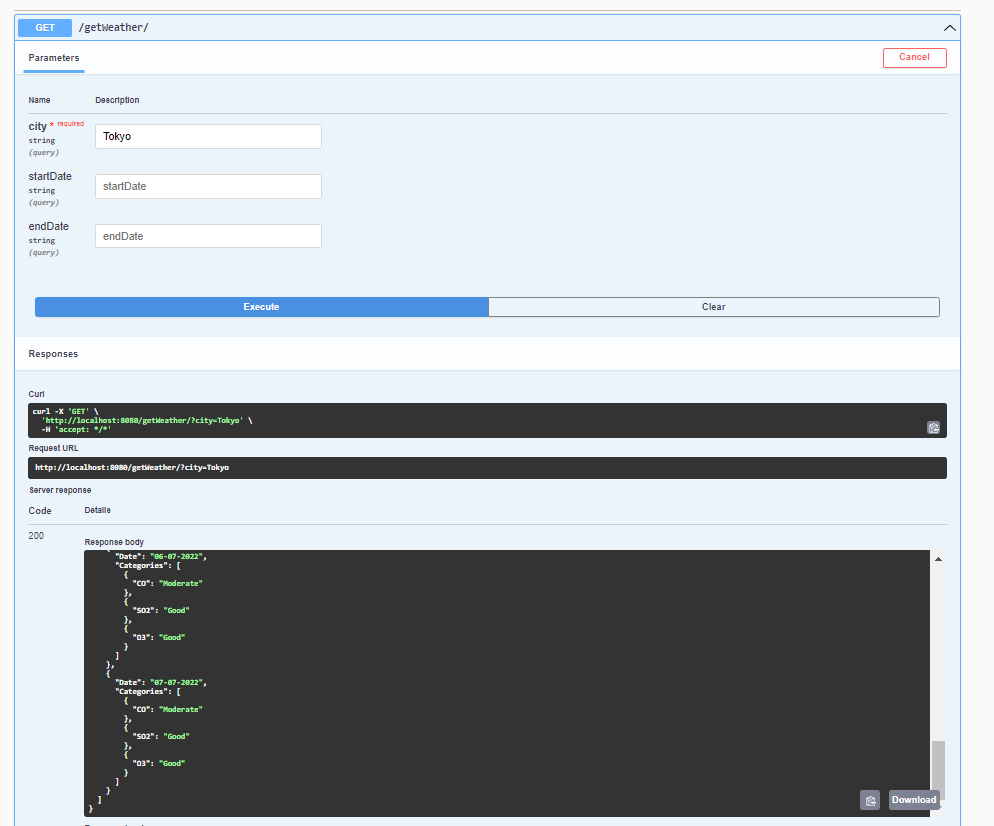 GET /getWeather/
Parameters
Cancel
Name Description
city * required
string
(query)
Tokyo
startDate
string
(query)
startDate
endDate
string
(query)
endDate
Execute
Clear
Responses
Curl
curl -X 'GET' \
'http://localhost:8080/getWeather/?city=Tokyo' \
-H 'accept: */*'
Request URL
http://localhost:8080/getWeather/?city=Tokyo
Server response
Code Details
200
Response body
"Date": "06-07-2022",
"Categories": [
{
"CO": "Moderate"
},
{
"SO2": "Good"
},
{
"O3": "Good"
}
]
},
{
"Date": "07-07-2022",
"Categories": [
{
"CO": "Moderate"
},
{
"SO2": "Good"
},
{
"O3": "Good"
}
]
}
]
}
Download